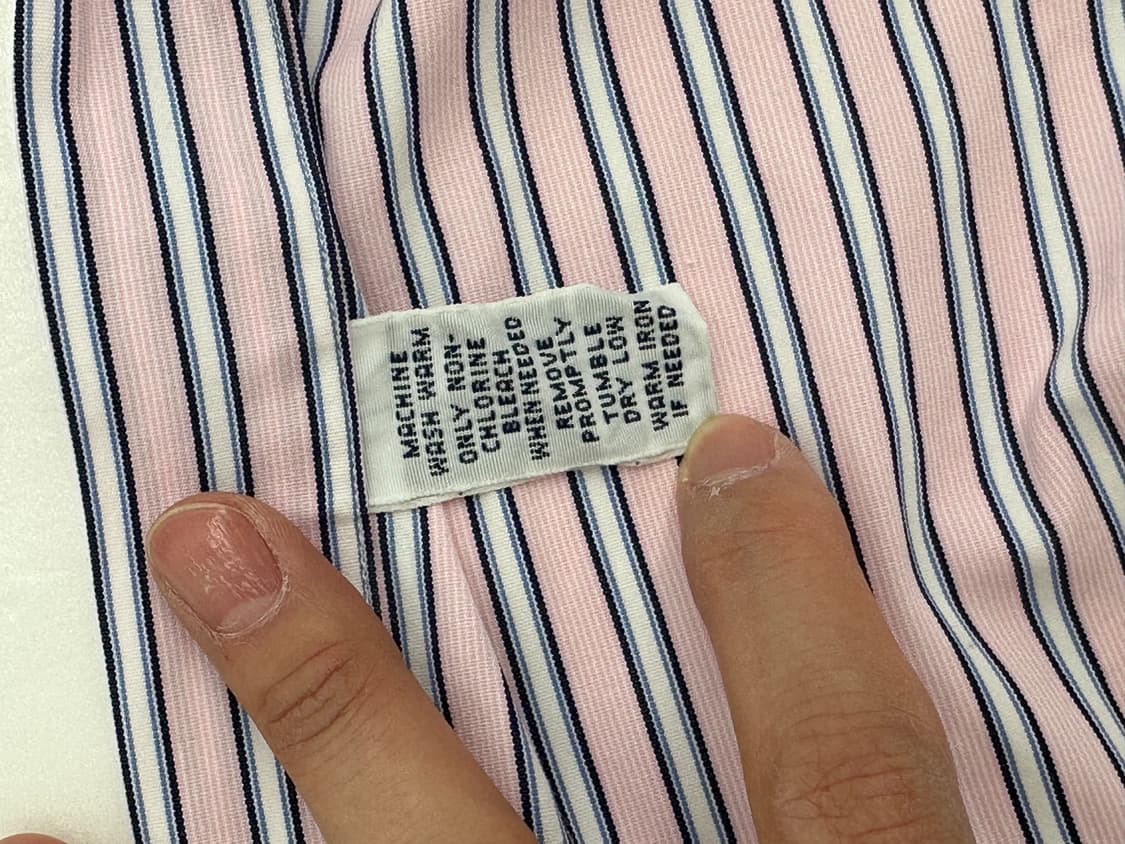 MACHINE
WASH WARM
ONLY NON-
CHLORINE
BLEACH
WHEN NEEDED
REMOVE
PROMPTLY
TUMBLE
DRY LOW
WARM IRON
IF NEEDED